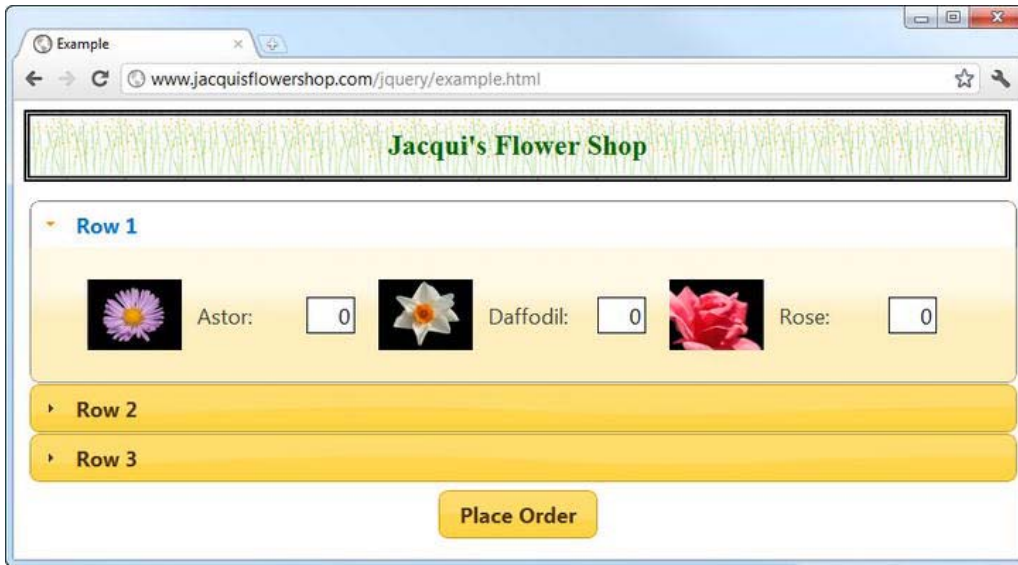 Example
www.jacquisflowershop.com/jquery/example.html
Jacqui's Flower Shop
Row 1
Astor: 0 Daffodil: 0 Rose: 0
Row 2
Row 3
Place Order